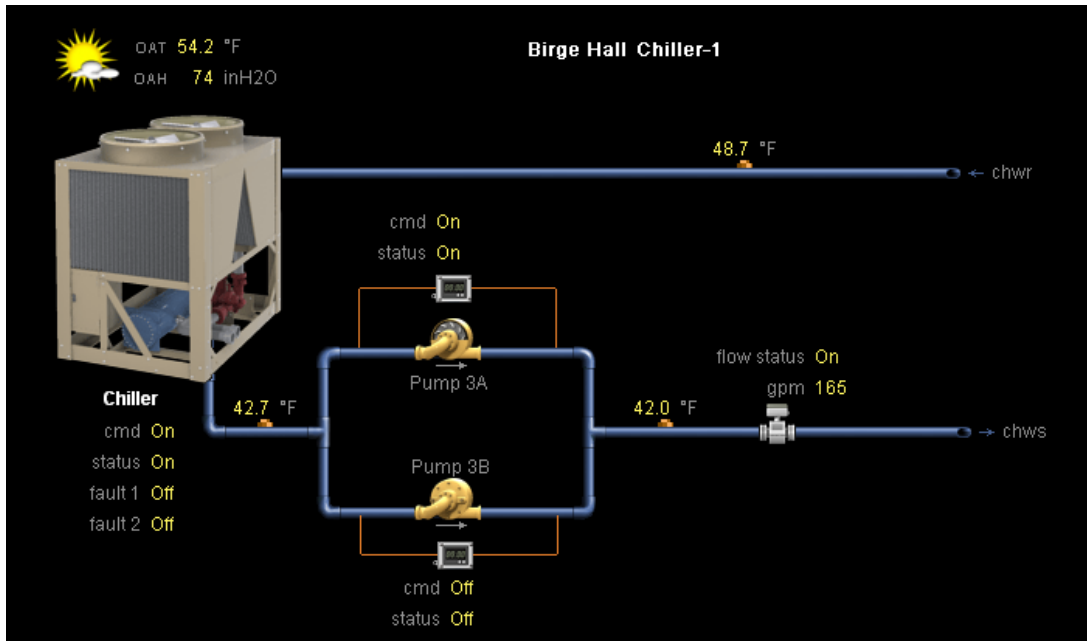 OAT 54.2 °F
Birge Hall Chiller-1
OAH 74 inH2O
48.7 °F
chwr
cmd On
status On
Pump 3A
flow status On
gpm 165
Chiller
42.7 °F
42.0 °F
cmd On
chws
status On
Pump 3B
fault 1 Off
fault 2 Off
cmd Off
status Off